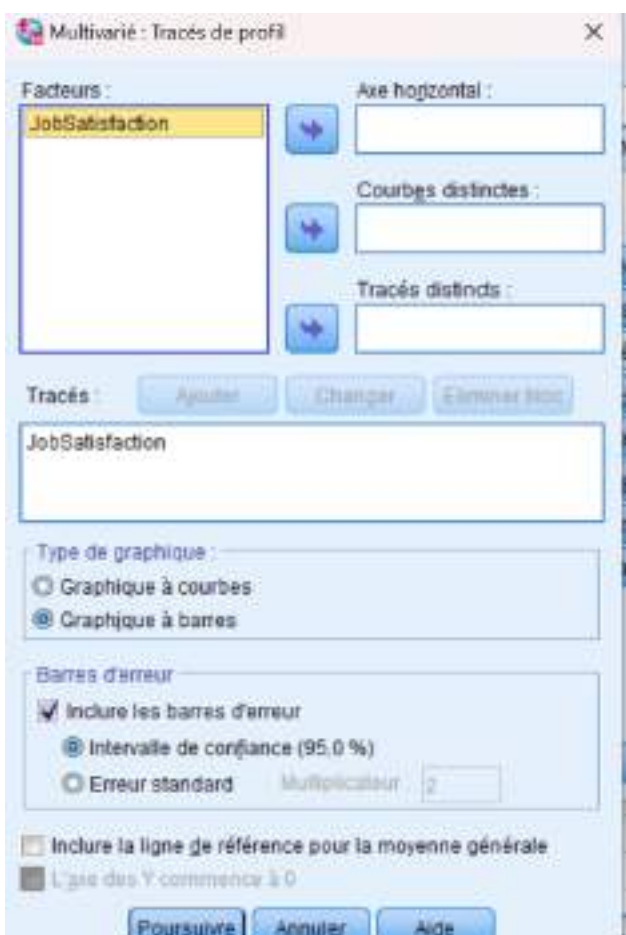 Multivarié : Tracés de profil
Facteurs :
Axe horizontal :
JobSatisfaction
Courbes distinctes :
Tracés distincts :
Tracés :
Ajouter
Changer
Eliminer bloc
JobSatisfaction
Type de graphique :
Graphique à courbes
Graphique à barres
Barres d'erreur
Inclure les barres d'erreur
Intervalle de confiance (95,0 %)
Erreur standard
Multiplicateur :
2
Inclure la ligne de référence pour la moyenne générale
L'axe des Y commence à 0
Poursuivre
Annuler
Aide